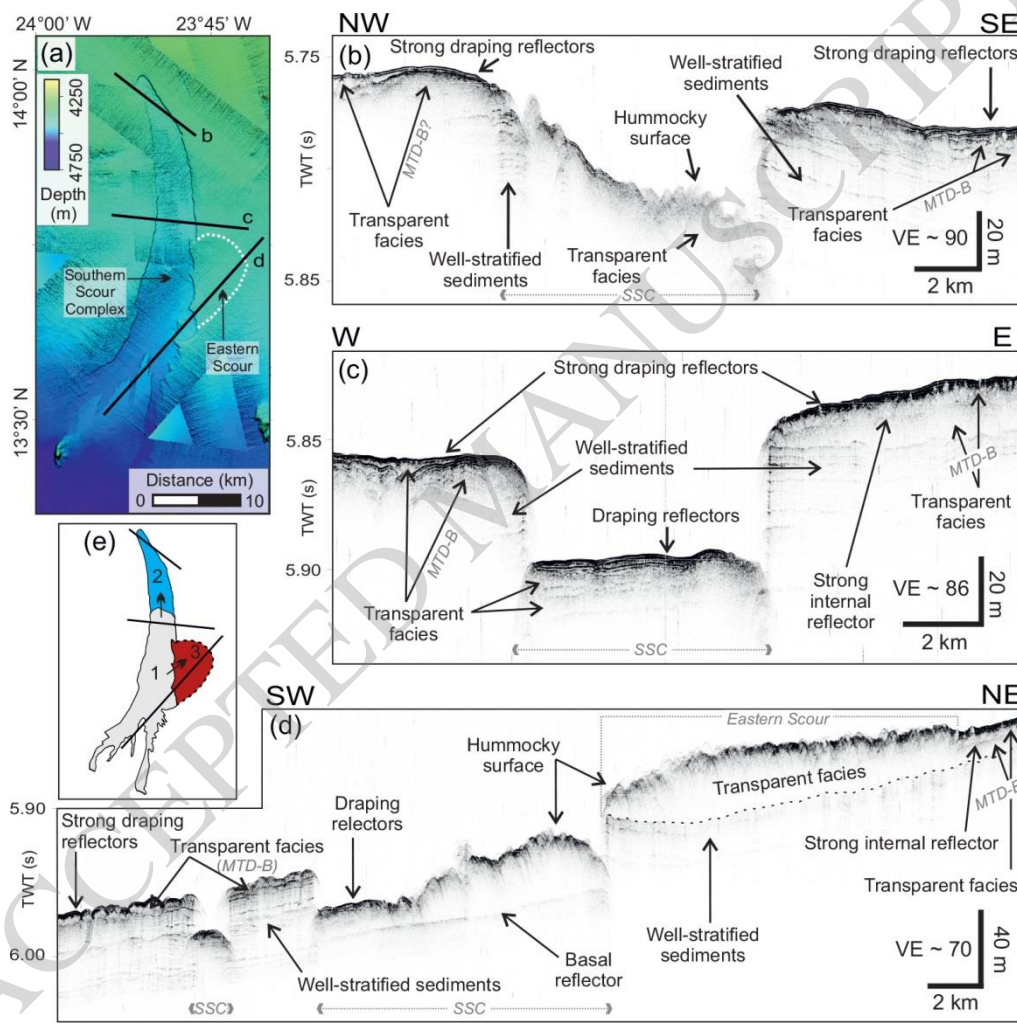 24°00' W
23°45' W
(a)
14°00' N
13°30' N
4250
4750
Depth
(m)
b
c
d
Southern
Scour
Complex
Eastern
Scour
Distance (km)
0
10
NW
SE
(b)
5.75
5.85
TWT (s)
Strong draping reflectors
Well-stratified
sediments
Strong draping reflectors
Hummocky
surface
MTD-B?
Transparent
facies
Well-stratified
sediments
Transparent
facies
MTD-B
Transparent
facies
VE ~ 90
20 m
2 km
SSC
W
E
(c)
5.85
5.90
TWT (s)
Strong draping reflectors
Well-stratified
sediments
MTD-B
Draping reflectors
Transparent
facies
MTD-B
Transparent
facies
Strong
internal
reflector
VE ~ 86
20 m
2 km
SSC
(e)
2
1
3
SW
NE
(d)
5.90
6.00
TWT (s)
Eastern Scour
Hummocky
surface
Transparent facies
Strong draping
reflectors
Transparent facies
(MTD-B)
Draping
relectors
MTD-B
Strong internal reflector
Transparent facies
Well-stratified sediments
Basal
reflector
Well-stratified
sediments
VE ~ 70
40 m
2 km
SSC
SSC
ACCEPTED MANUSCRIPT